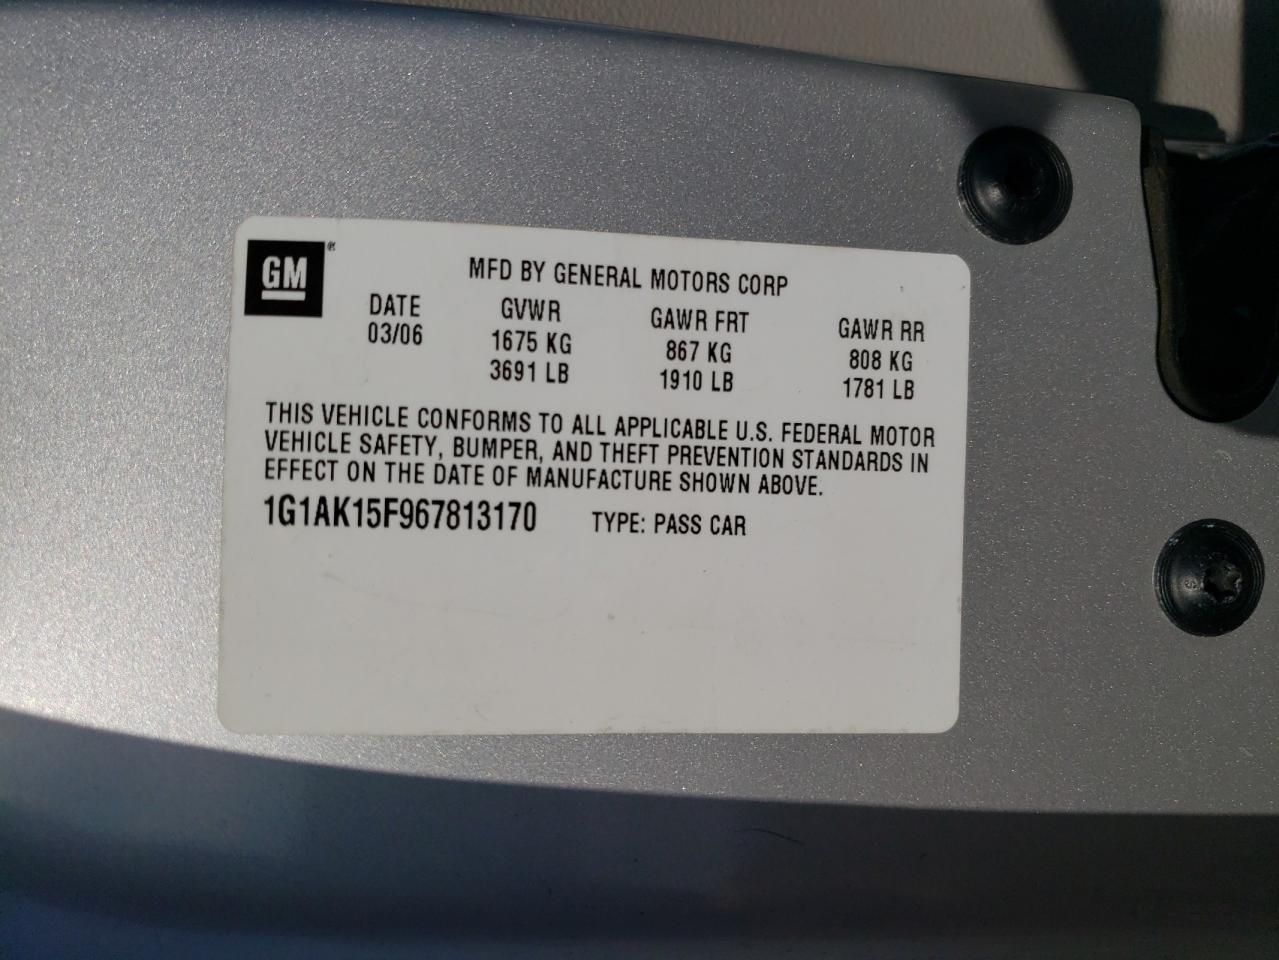 GM®
MFD BY GENERAL MOTORS CORP
DATE GVWR GAWR FRT GAWR RR
03/06 1675 KG 867 KG 808 KG
3691 LB 1910 LB 1781 LB
THIS VEHICLE CONFORMS TO ALL APPLICABLE U.S. FEDERAL MOTOR
VEHICLE SAFETY, BUMPER, AND THEFT PREVENTION STANDARDS IN
EFFECT ON THE DATE OF MANUFACTURE SHOWN ABOVE.
1G1AK15F967813170 TYPE: PASS CAR